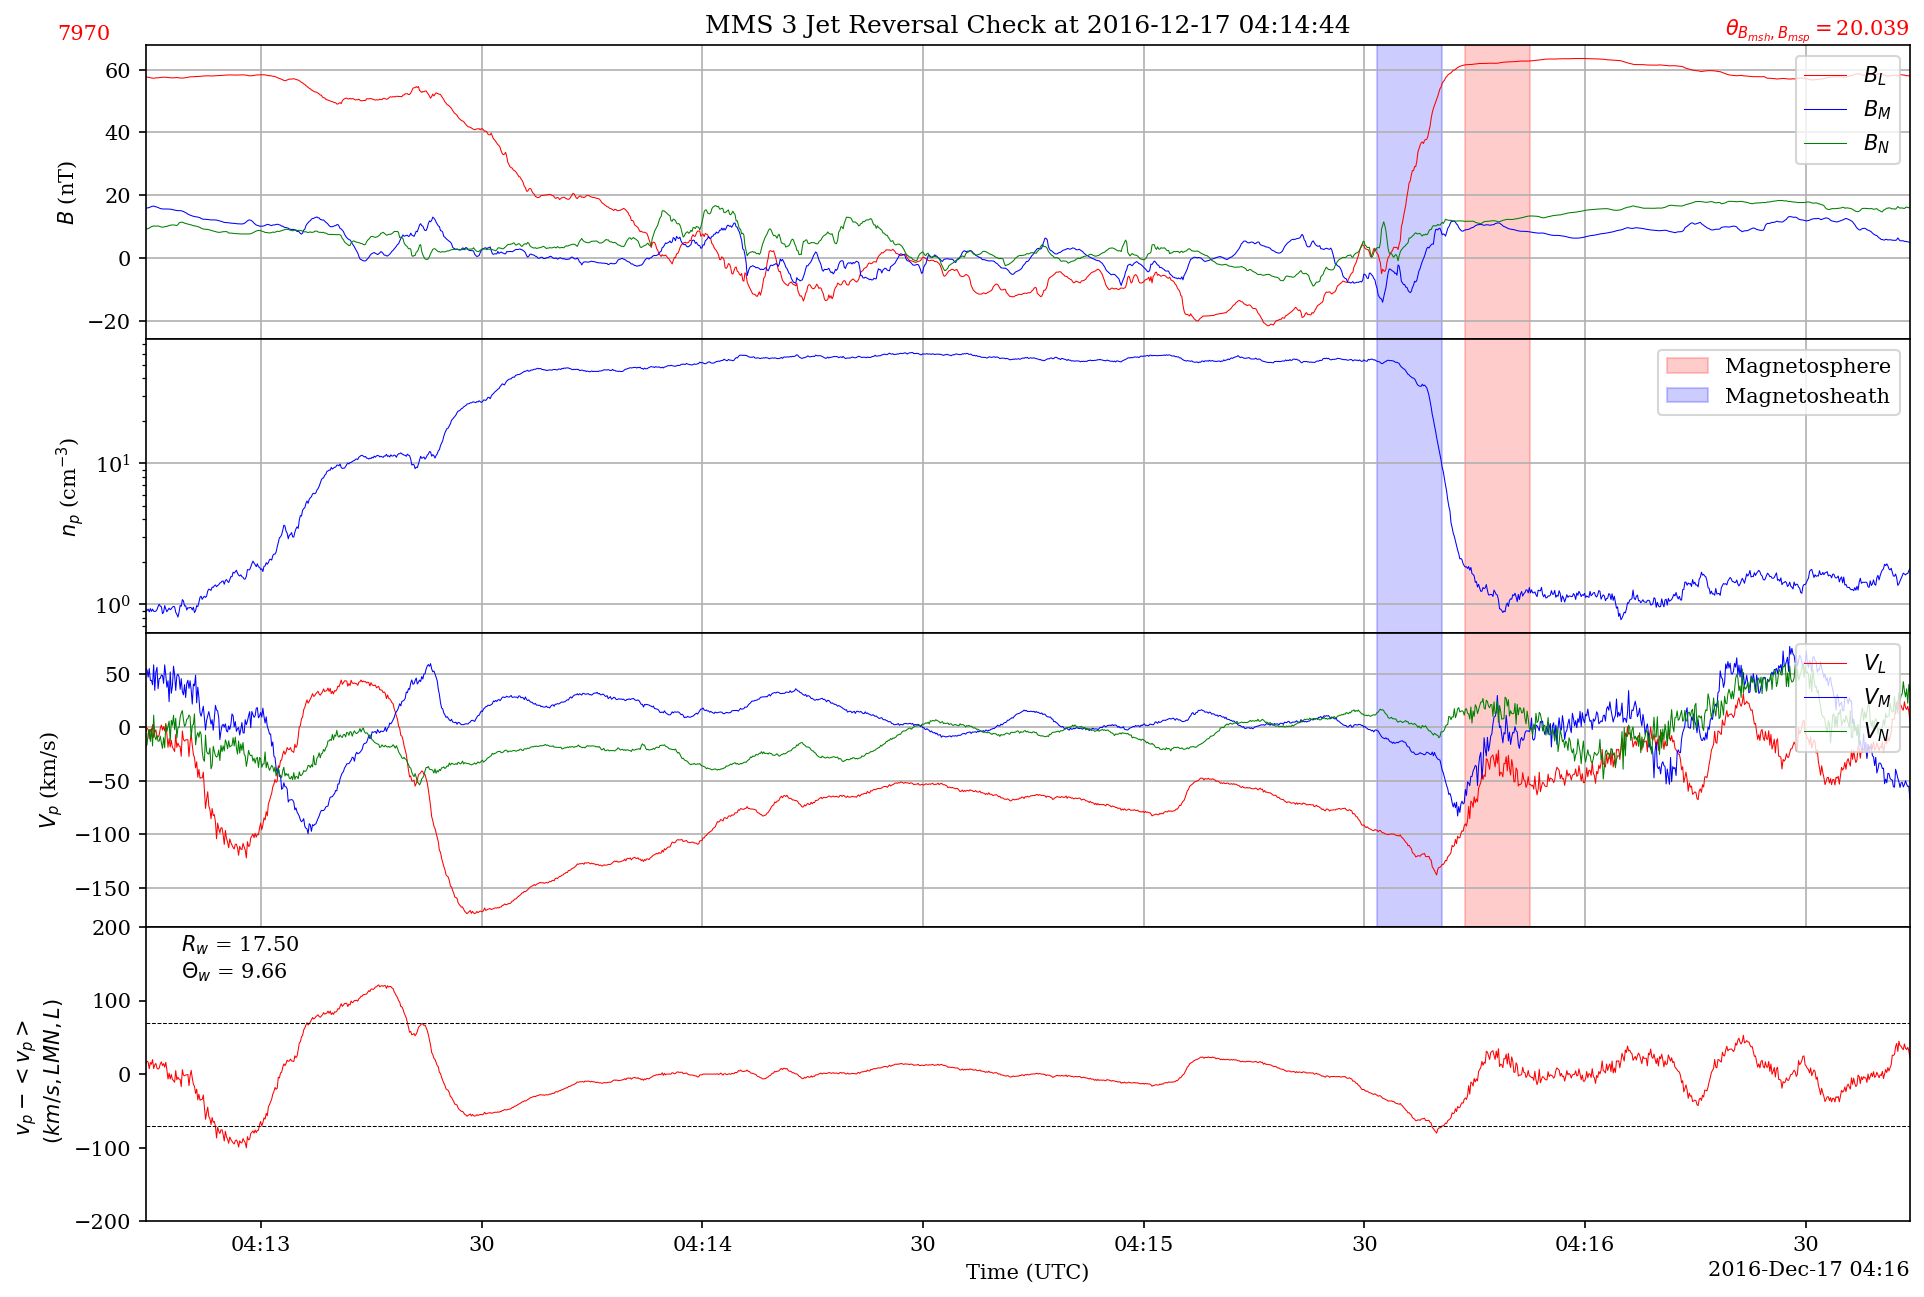 MMS 3 Jet Reversal Check at 2016-12-17 04:14:44
7970
θ_{B_{msh}, B_{msp}} = 20.039
60
40
20
0
−20
B (nT)
B_L
B_M
B_N
10^1
10^0
n_p (cm^{−3})
Magnetosphere
Magnetosheath
50
0
−50
−100
−150
V_p (km/s)
V_L
V_M
V_N
200
100
0
−100
−200
v_p − < v_p >
(km/s, LMN, L)
R_w = 17.50
Θ_w = 9.66
04:13
30
04:14
30
04:15
30
04:16
30
Time (UTC)
2016-Dec-17 04:16